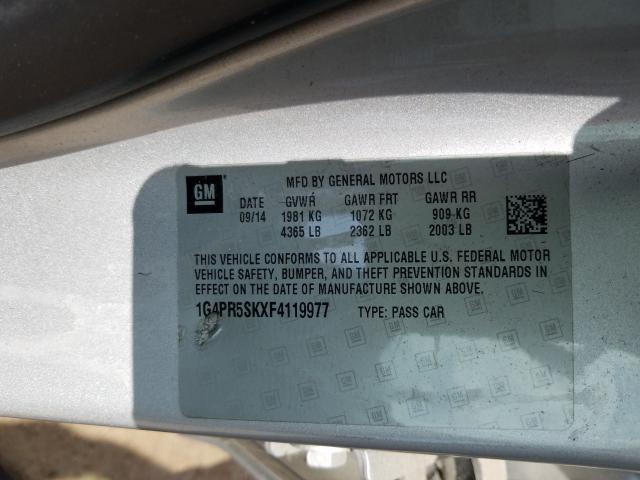 GM
MFD BY GENERAL MOTORS LLC
DATE GVWR GAWR FRT GAWR RR
09/14 1981 KG 1072 KG 909 KG
4365 LB 2362 LB 2003 LB
THIS VEHICLE CONFORMS TO ALL APPLICABLE U.S. FEDERAL MOTOR
VEHICLE SAFETY, BUMPER, AND THEFT PREVENTION STANDARDS IN
EFFECT ON THE DATE OF MANUFACTURE SHOWN ABOVE.
1G4PR5SKXF4119977 TYPE: PASS CAR